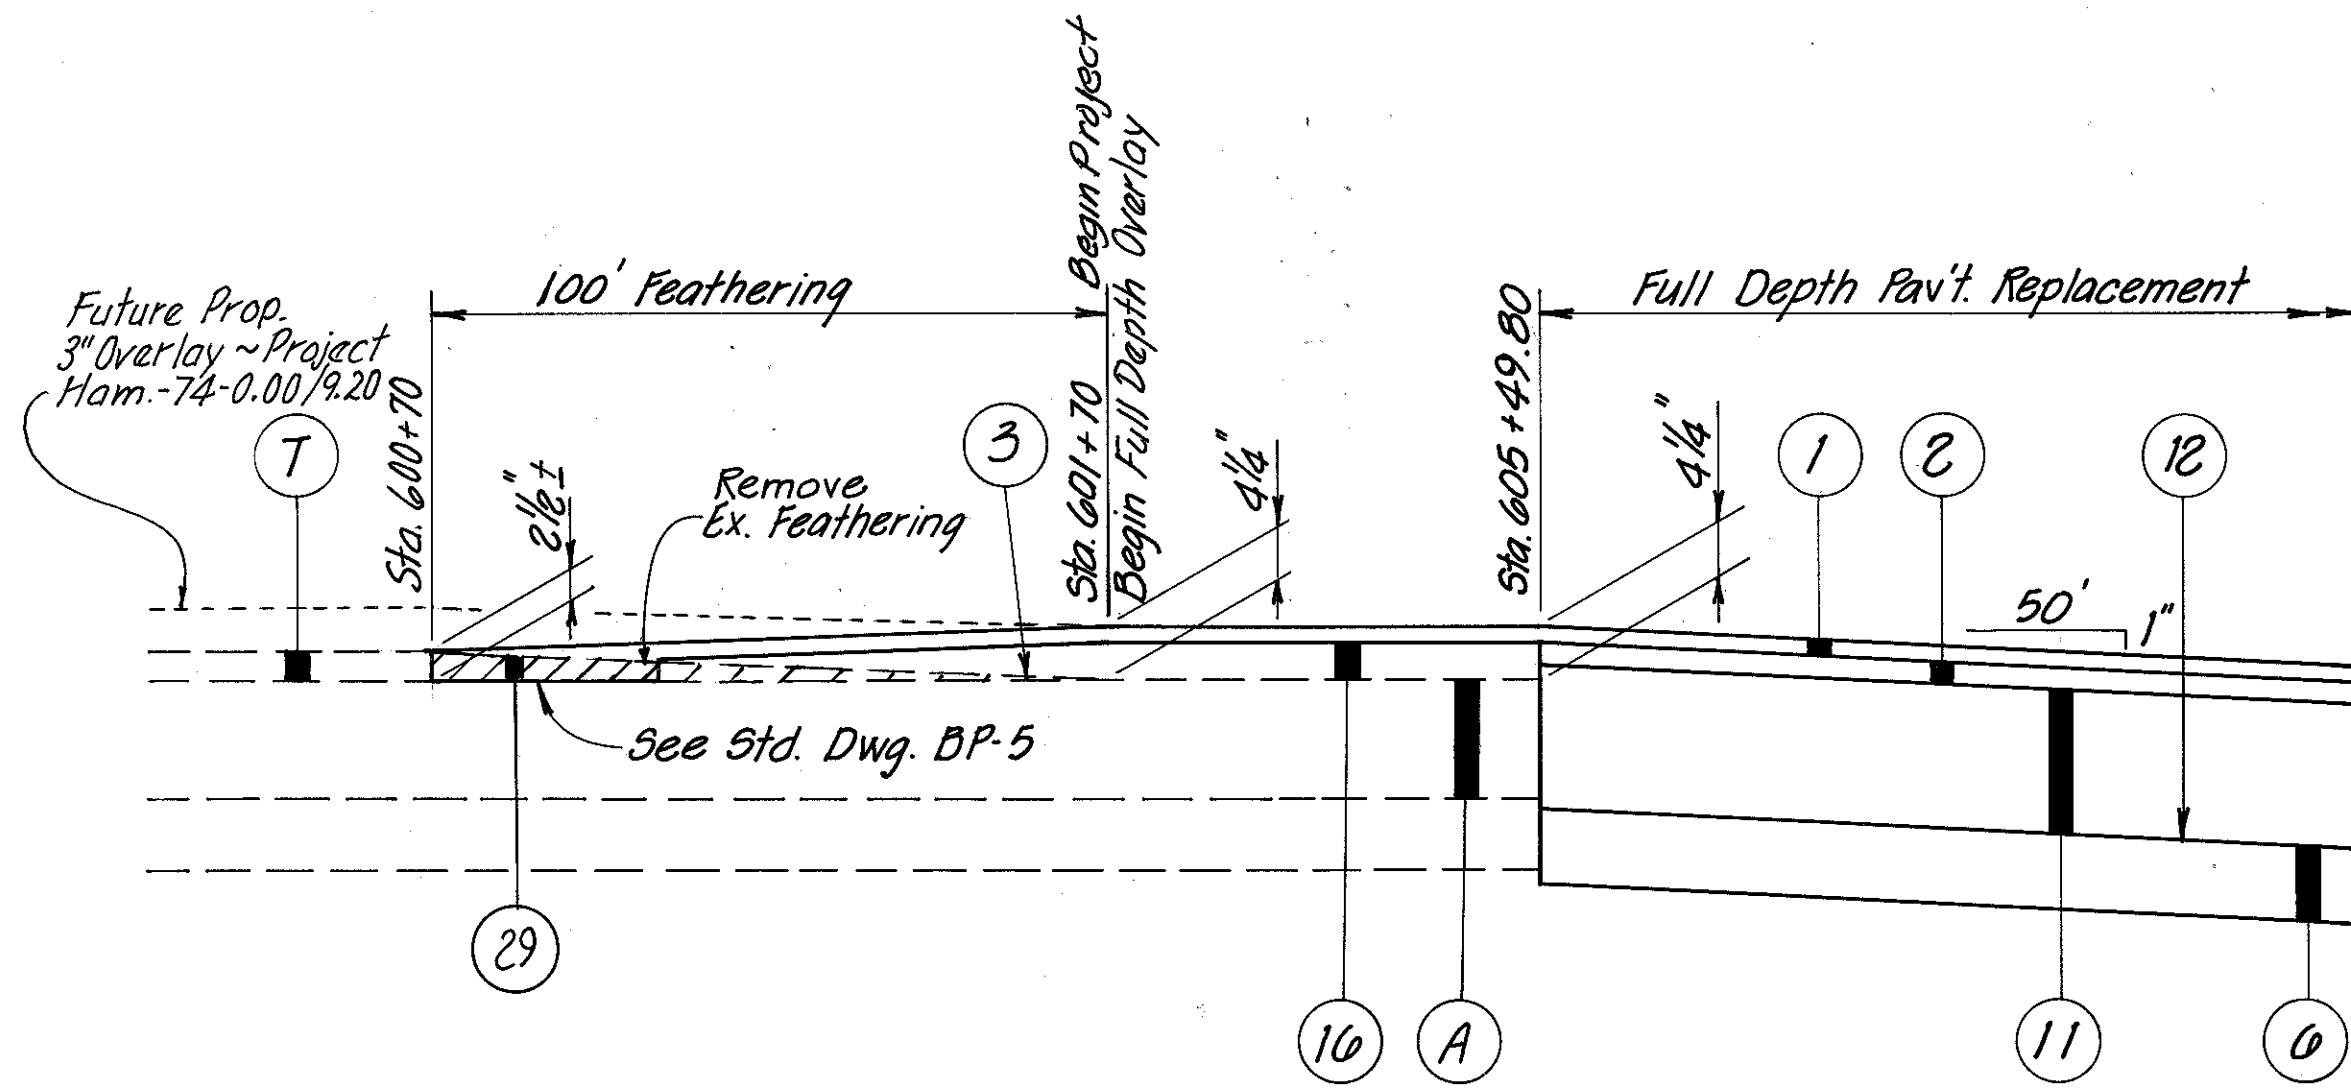 Future Prop.
3" Overlay ~ Project
Ham.-74-0.00/9.20
T
Sta. 600+70
100' Feathering
2½" ±
Remove
Ex. Feathering
3
Sta. 601+70 Begin Project
Begin Full Depth Overlay
4¼"
Sta. 605+49.80
Full Depth Pav't. Replacement
4¼"
1
2
12
50'
1"
See Std. Dwg. BP-5
29
16
A
11
6